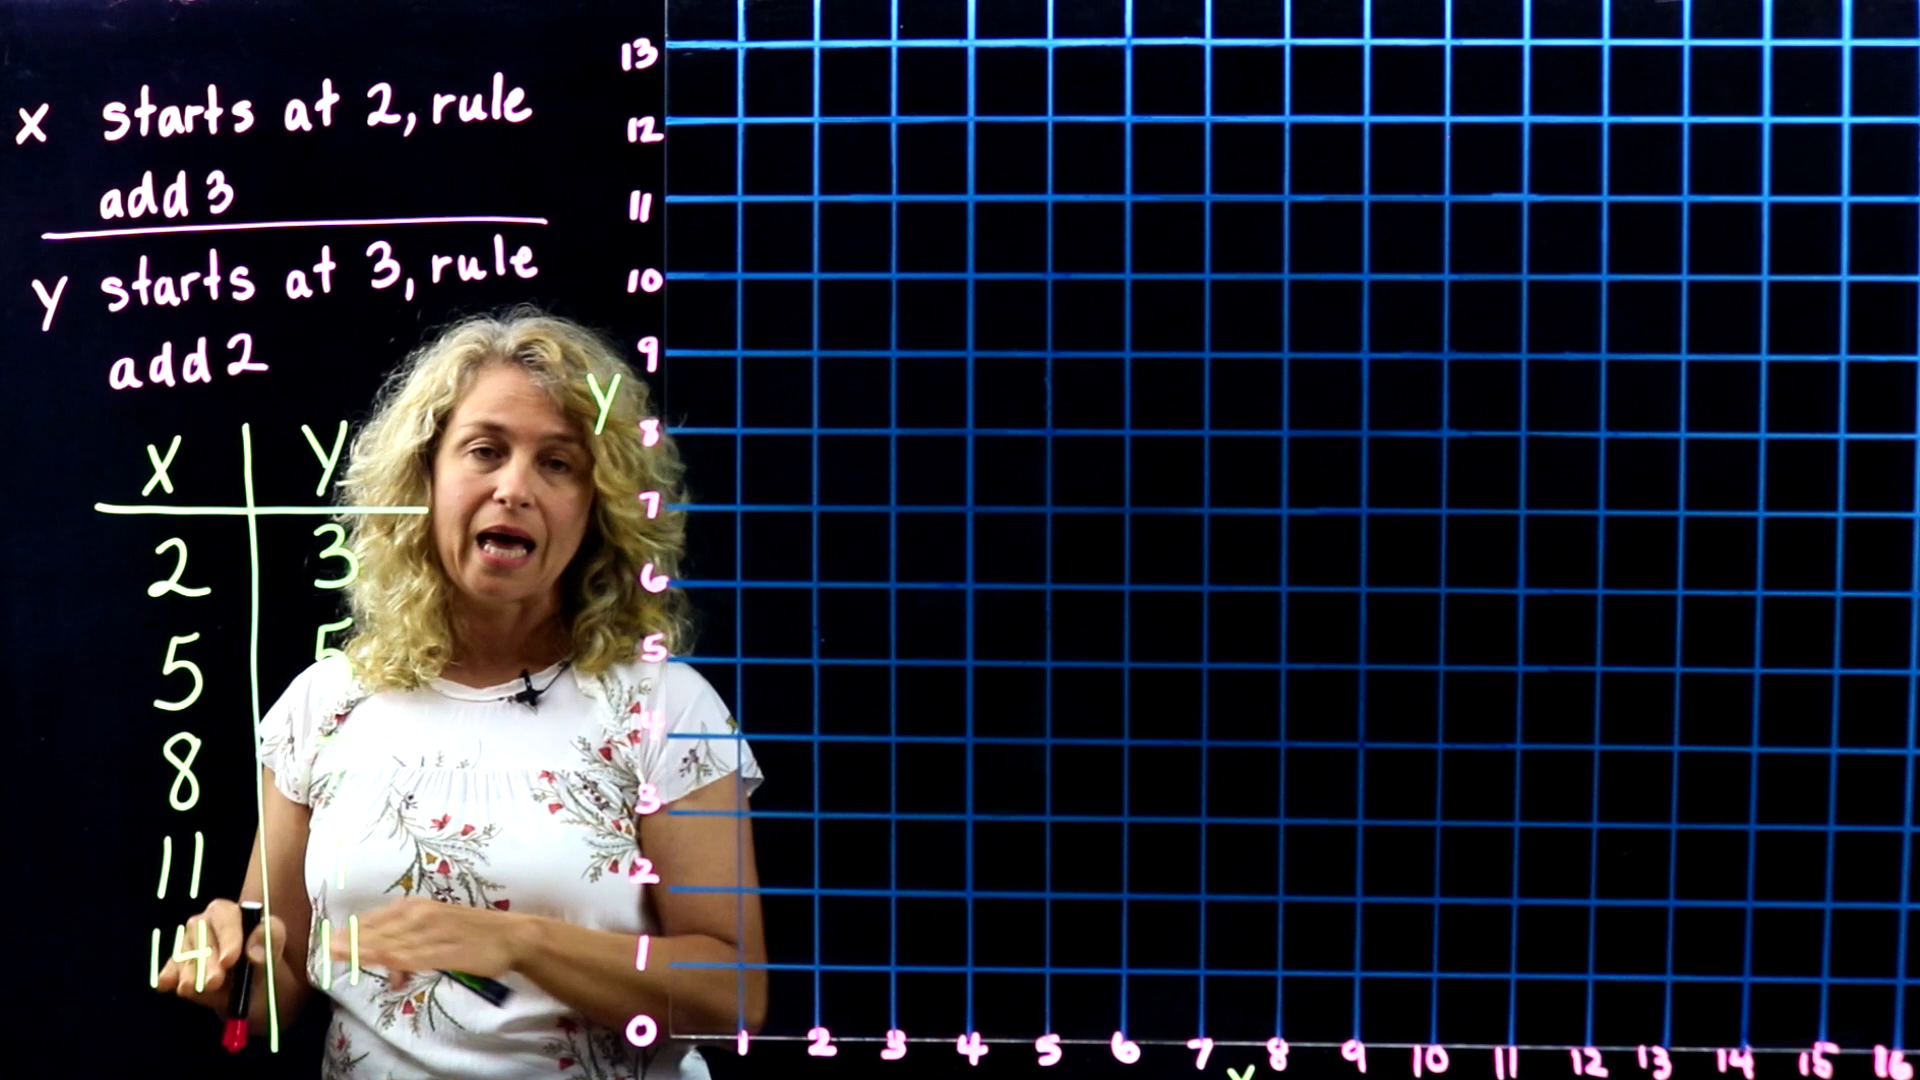 X starts at 2, rule
add 3
Y starts at 3, rule
add 2
X Y
2 3
5 5
8
11
14 11
Y
13
12
11
10
9
8
7
6
5
4
3
2
1
0
1 2 3 4 5 6 7 8 9 10 11 12 13 14 15 16
X